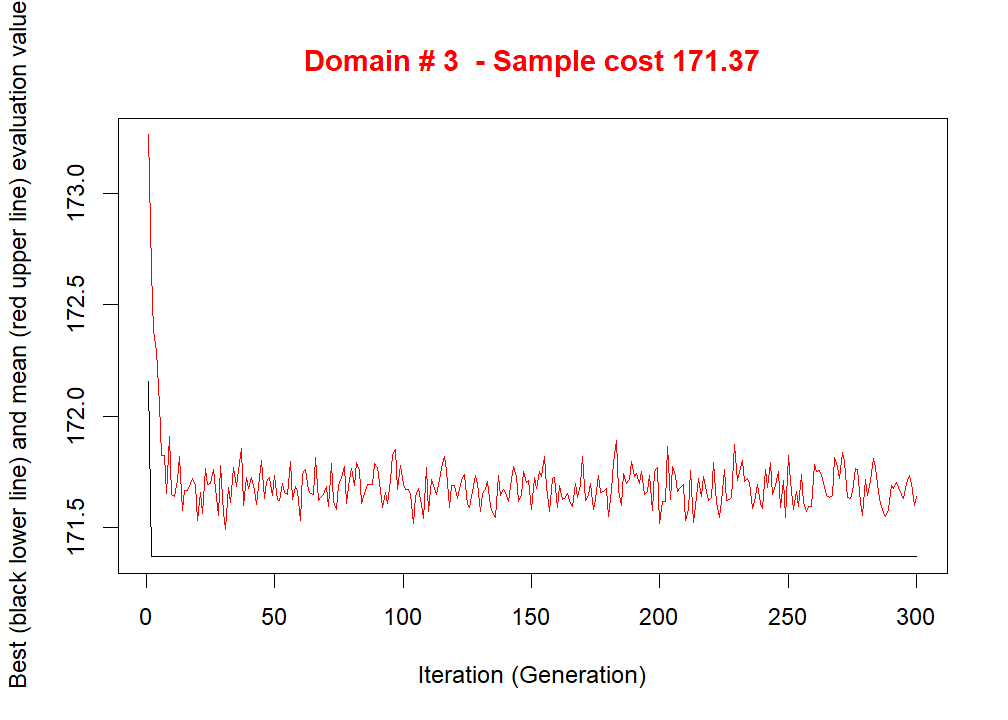 Domain # 3  - Sample cost 171.37
Best (black lower line) and mean (red upper line) evaluation value
173.0
172.5
172.0
171.5
0 50 100 150 200 250 300
Iteration (Generation)